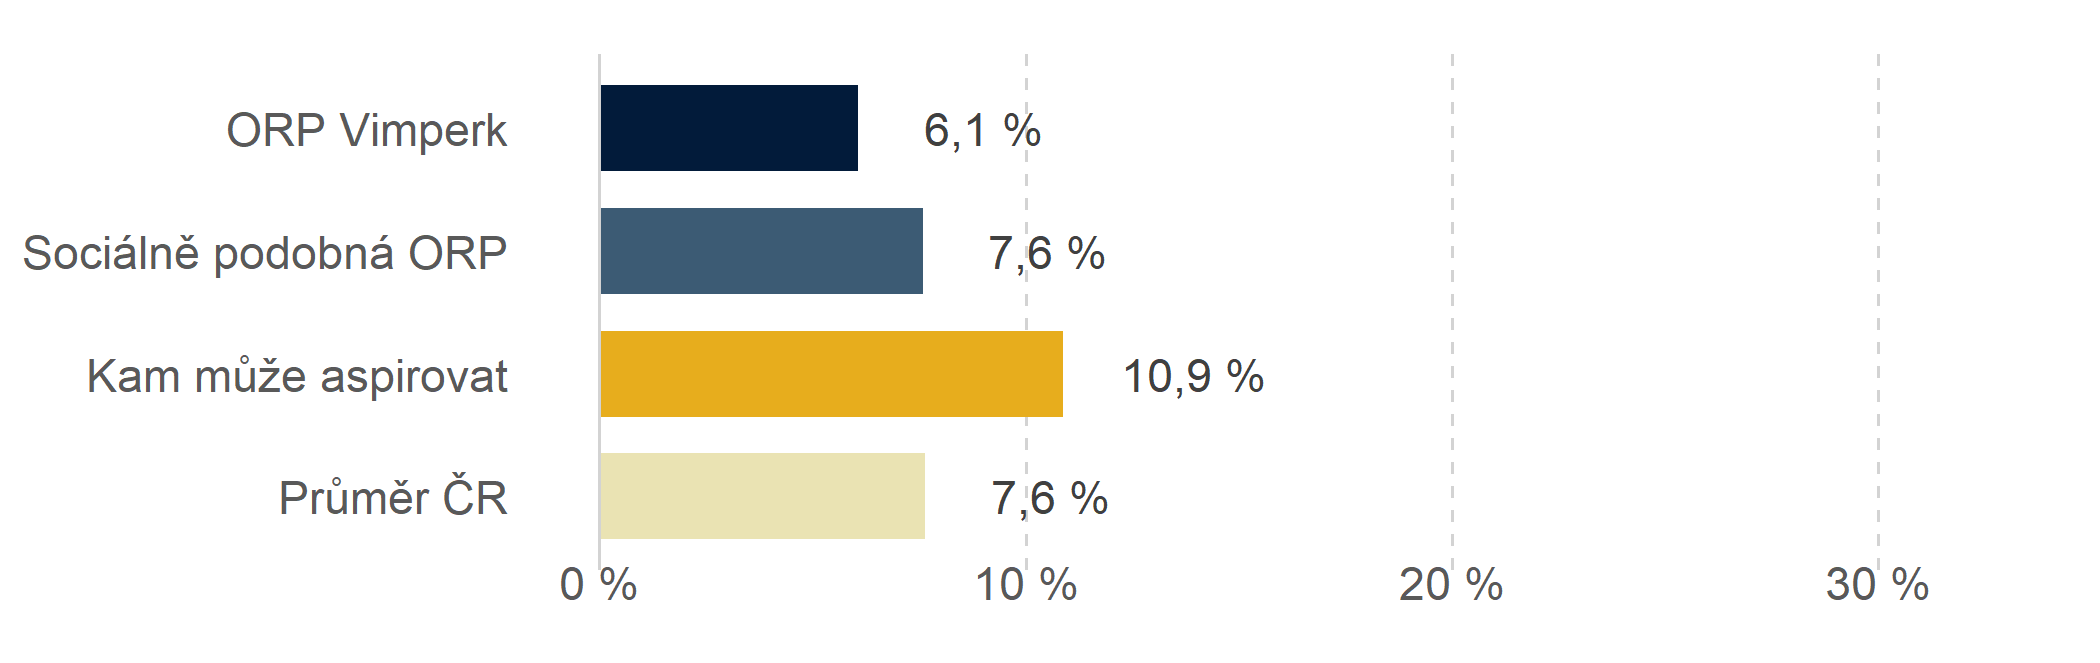 ORP Vimperk 6,1 %
Sociálně podobná ORP 7,6 %
Kam může aspirovat 10,9 %
Průměr ČR 7,6 %
0 % 10 % 20 % 30 %